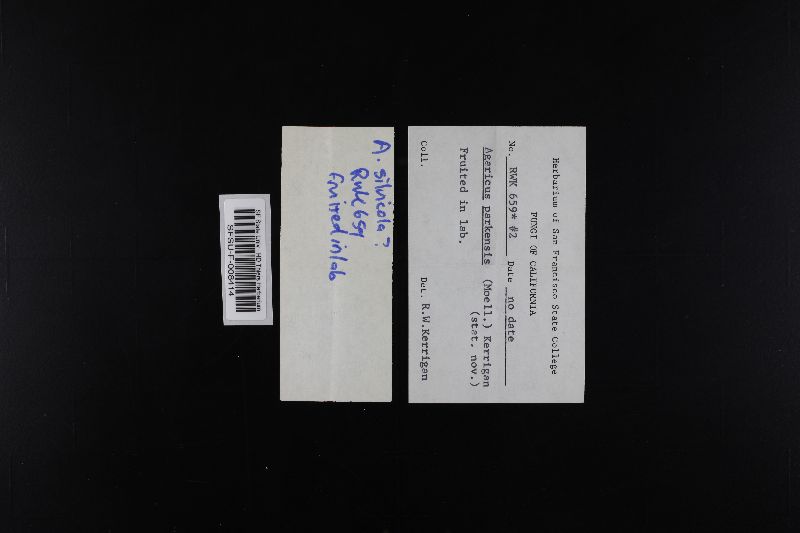 Herbarium of San Francisco State College
FUNGI OF CALIFORNIA
No. RWK 659* #2 Date no date
Agaricus parkensis (Moell.) Kerrigan
(stat. nov.)
Fruited in lab.
Coll. Det. R.W.Kerrigan
A. silvicola?
RWK 659
fruited in lab
SF State Univ. HD Thiers Herbarium
SFSU-F-008414